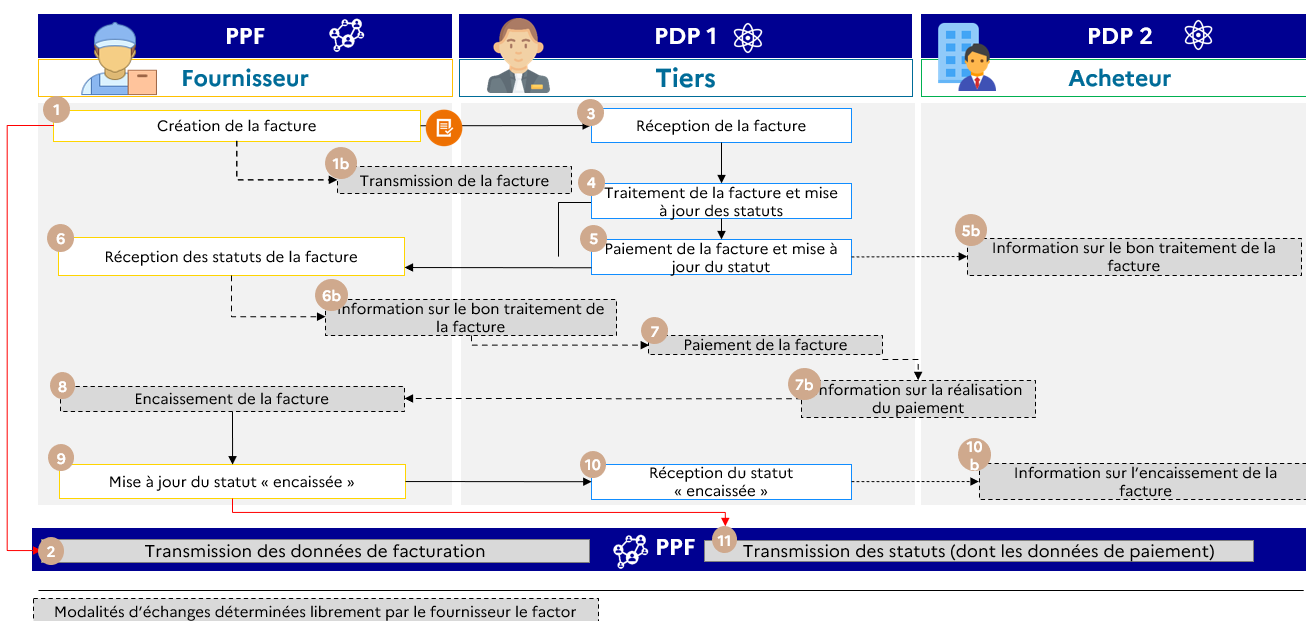 PPF
PDP 1
PDP 2
Fournisseur
Tiers
Acheteur
1
Création de la facture
3
Réception de la facture
1b
Transmission de la facture
4
Traitement de la facture et mise
à jour des statuts
5
Paiement de la facture et mise à
jour du statut
5b
Information sur le bon traitement de la
facture
6
Réception des statuts de la facture
6b
Information sur le bon traitement de
la facture
7
Paiement de la facture
7b
Information sur la réalisation
du paiement
8
Encaissement de la facture
9
Mise à jour du statut « encaissée »
10
Réception du statut
« encaissée »
10
b
Information sur l'encaissement de la
facture
2
Transmission des données de facturation
PPF
11
Transmission des statuts (dont les données de paiement)
Modalités d'échanges déterminées librement par le fournisseur le factor